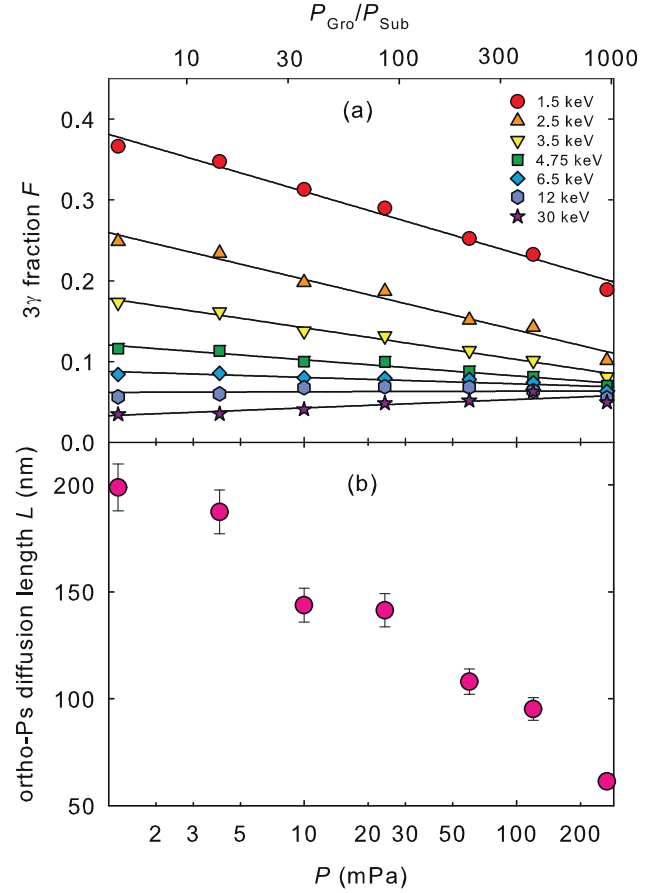 P_Gro/P_Sub
10 30 100 300 1000
(a)
1.5 keV
2.5 keV
3.5 keV
4.75 keV
6.5 keV
12 keV
30 keV
0.4
0.3
0.2
0.1
0.0
3γ fraction F
(b)
200
150
100
50
ortho-Ps diffusion length L (nm)
2 5 10 20 30 50 100 200
P (mPa)